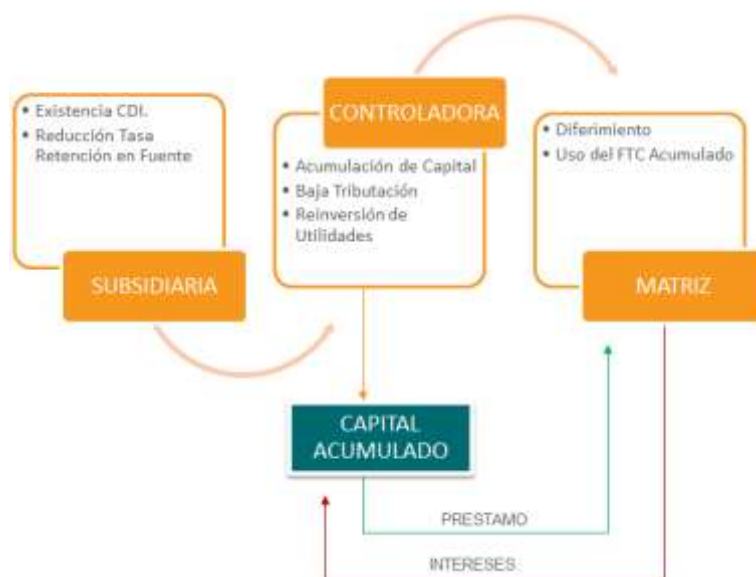 • Existencia CDI.
• Reducción Tasa
Retención en Fuente
SUBSIDIARIA
CONTROLADORA
• Acumulación de Capital
• Baja Tributación
• Reinversión de
Utilidades
• Diferimiento
• Uso del FTC Acumulado
MATRIZ
CAPITAL
ACUMULADO
PRESTAMO
INTERESES